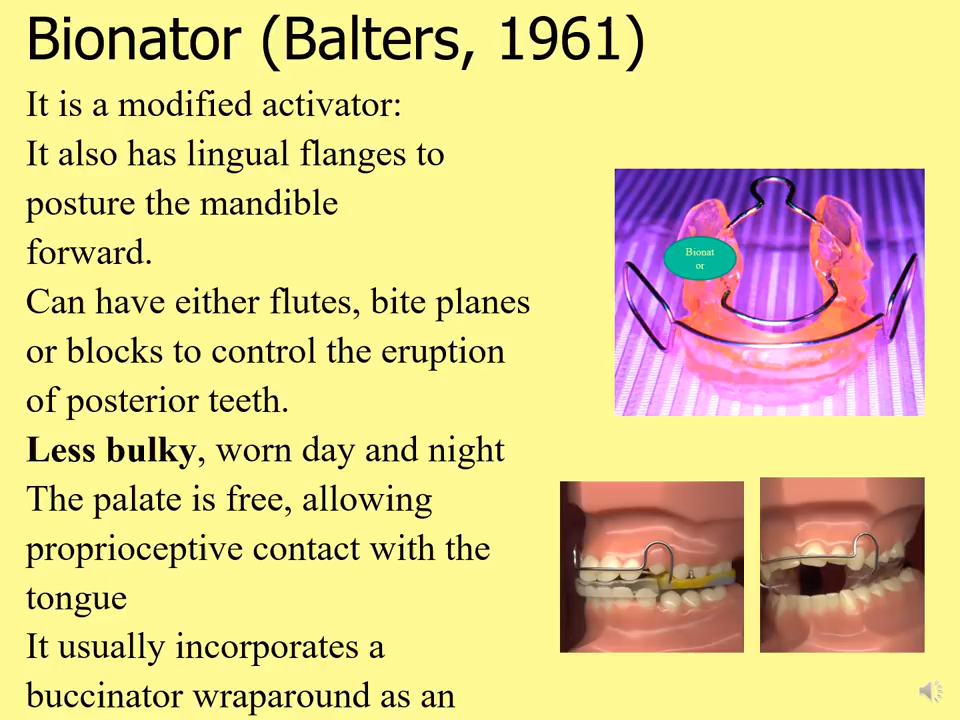 Bionator (Balters, 1961)
It is a modified activator:
It also has lingual flanges to
posture the mandible
forward.
Can have either flutes, bite planes
or blocks to control the eruption
of posterior teeth.
Less bulky, worn day and night
The palate is free, allowing
proprioceptive contact with the
tongue
It usually incorporates a
buccinator wraparound as an
Bionat
or